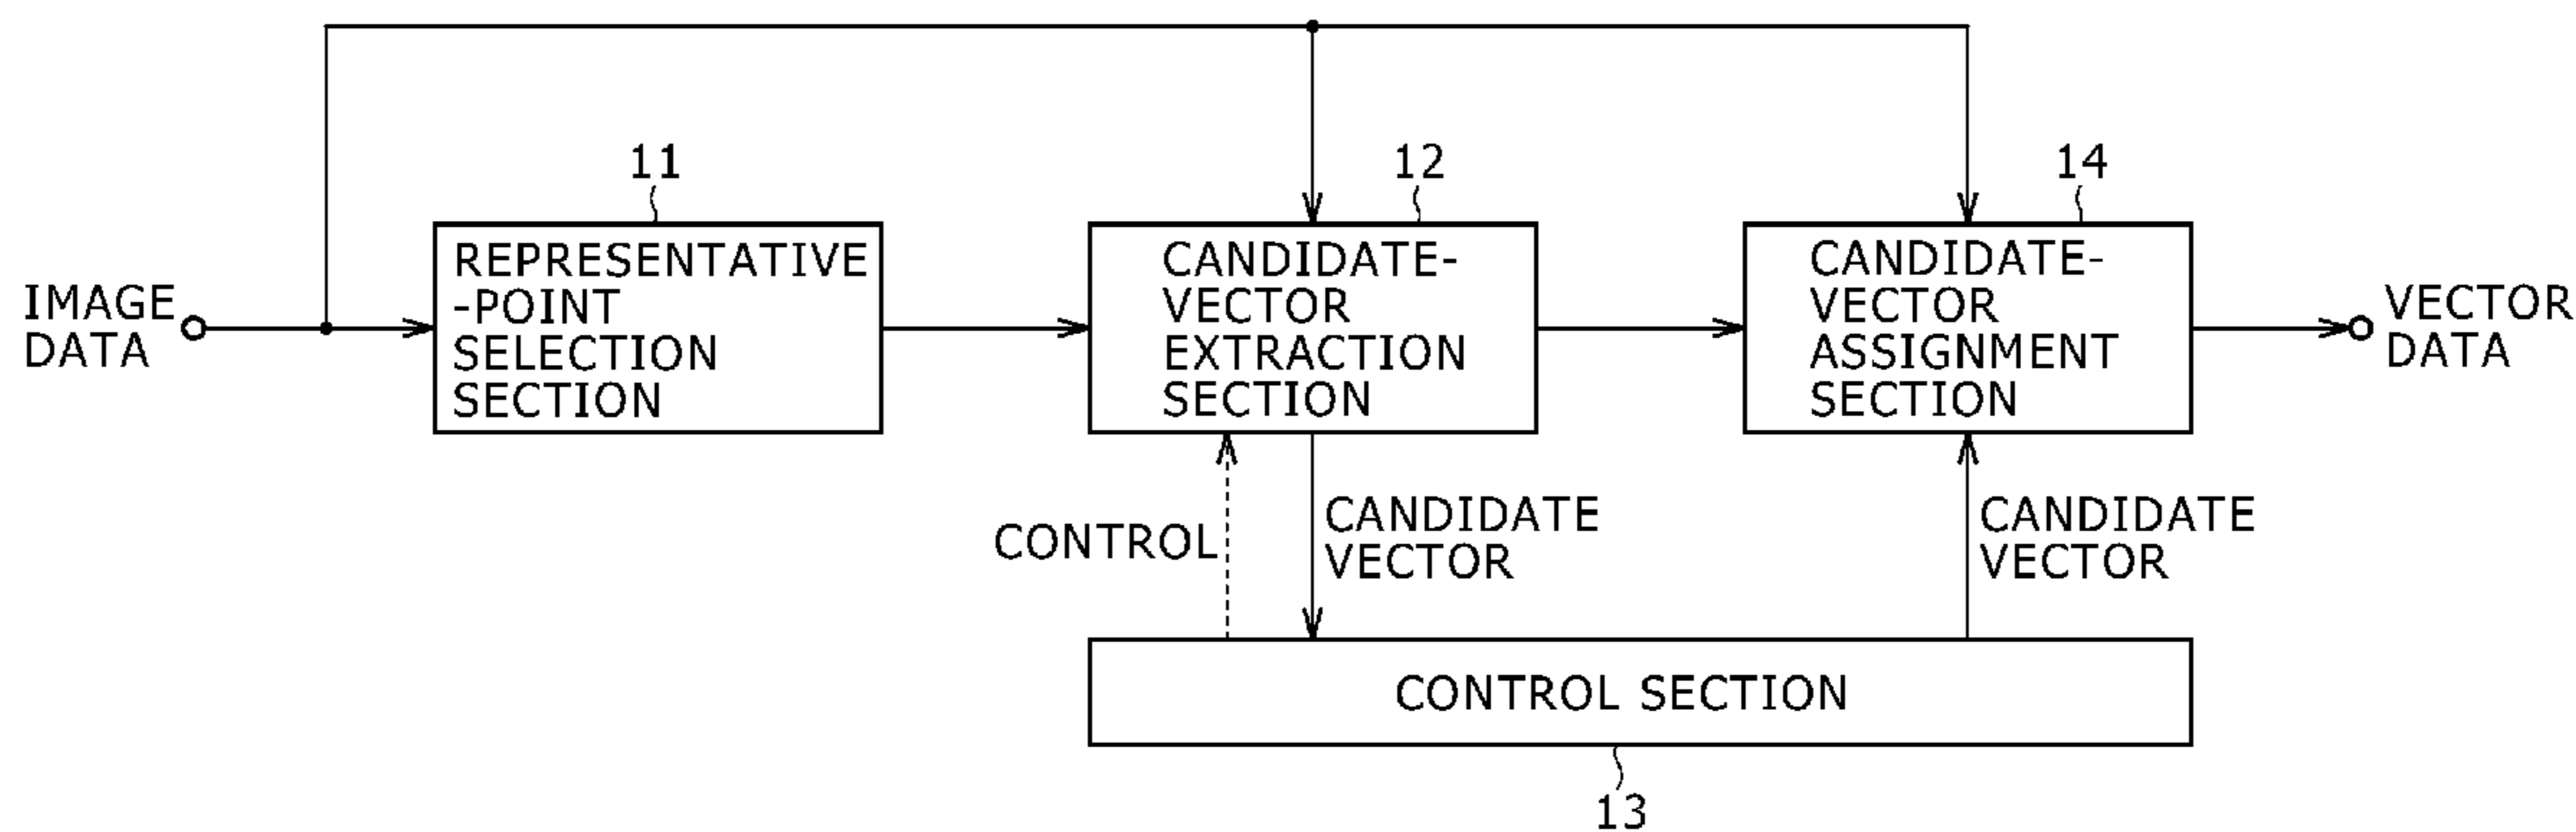 11
12
14
IMAGE
DATA
REPRESENTATIVE
-POINT
SELECTION
SECTION
CANDIDATE-
VECTOR
EXTRACTION
SECTION
CANDIDATE-
VECTOR
ASSIGNMENT
SECTION
VECTOR
DATA
CONTROL
CANDIDATE
VECTOR
CANDIDATE
VECTOR
CONTROL SECTION
13